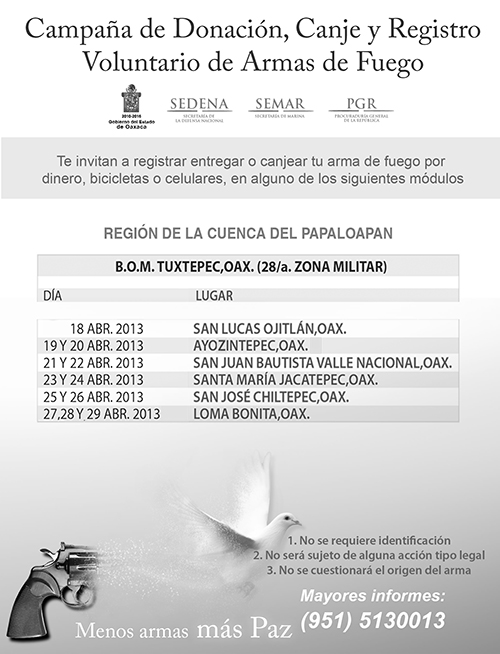 Campaña de Donación, Canje y Registro
Voluntario de Armas de Fuego
2010-2016
Gobierno del Estado
de Oaxaca
SEDENA
SECRETARÍA DE
LA DEFENSA NACIONAL
SEMAR
SECRETARÍA DE MARINA
PGR
PROCURADURÍA GENERAL
DE LA REPÚBLICA
Te invitan a registrar entregar o canjear tu arma de fuego por
dinero, bicicletas o celulares, en alguno de los siguientes módulos
REGIÓN DE LA CUENCA DEL PAPALOAPAN
B.O.M. TUXTEPEC,OAX. (28/a. ZONA MILITAR)
DÍA LUGAR
18 ABR. 2013 SAN LUCAS OJITLÁN,OAX.
19 Y 20 ABR. 2013 AYOZINTEPEC,OAX.
21 Y 22 ABR. 2013 SAN JUAN BAUTISTA VALLE NACIONAL,OAX.
23 Y 24 ABR. 2013 SANTA MARÍA JACATEPEC,OAX.
25 Y 26 ABR. 2013 SAN JOSÉ CHILTEPEC,OAX.
27,28 Y 29 ABR. 2013 LOMA BONITA,OAX.
1. No se requiere identificación
2. No será sujeto de alguna acción tipo legal
3. No se cuestionará el origen del arma
Mayores informes:
(951) 5130013
Menos armas más Paz